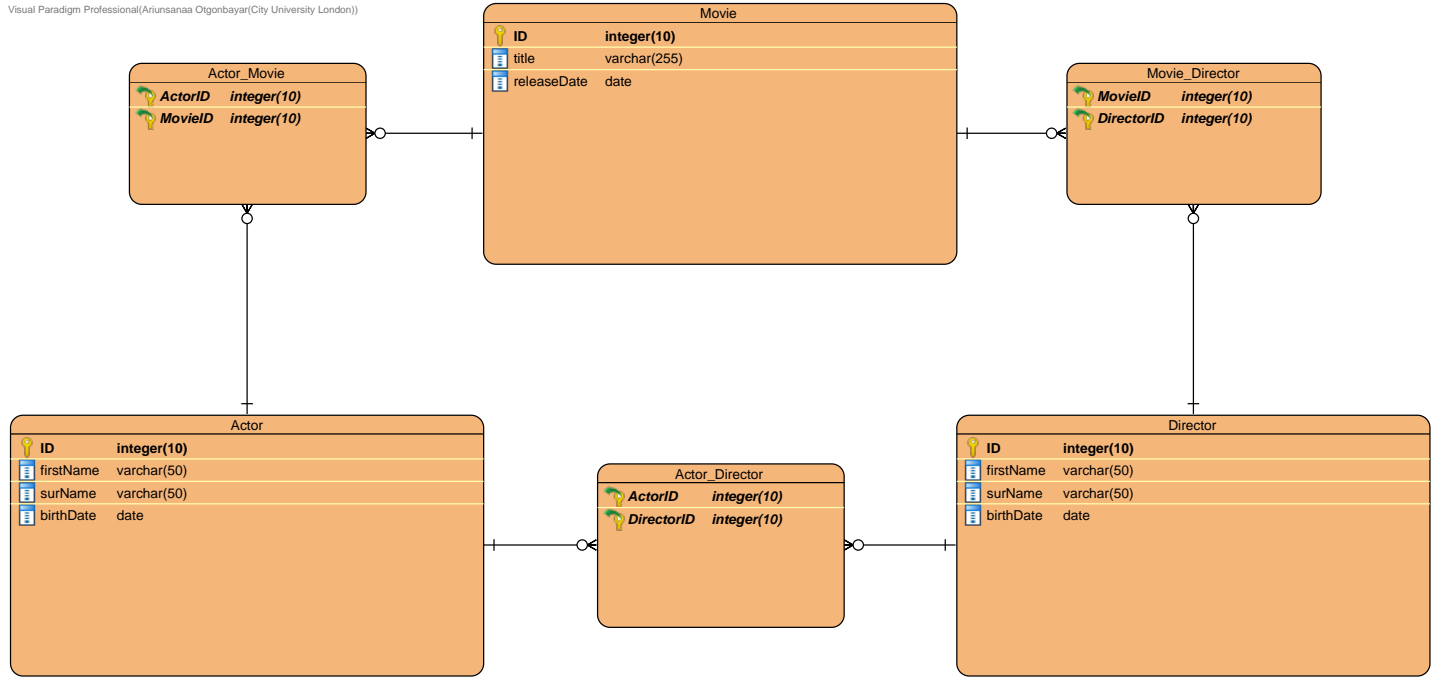 Visual Paradigm Professional(Ariunsanaa Otgonbayar(City University London))
Movie
ID integer(10)
title varchar(255)
releaseDate date
Actor_Movie
ActorID integer(10)
MovieID integer(10)
Movie_Director
MovieID integer(10)
DirectorID integer(10)
Actor
ID integer(10)
firstName varchar(50)
surName varchar(50)
birthDate date
Actor_Director
ActorID integer(10)
DirectorID integer(10)
Director
ID integer(10)
firstName varchar(50)
surName varchar(50)
birthDate date